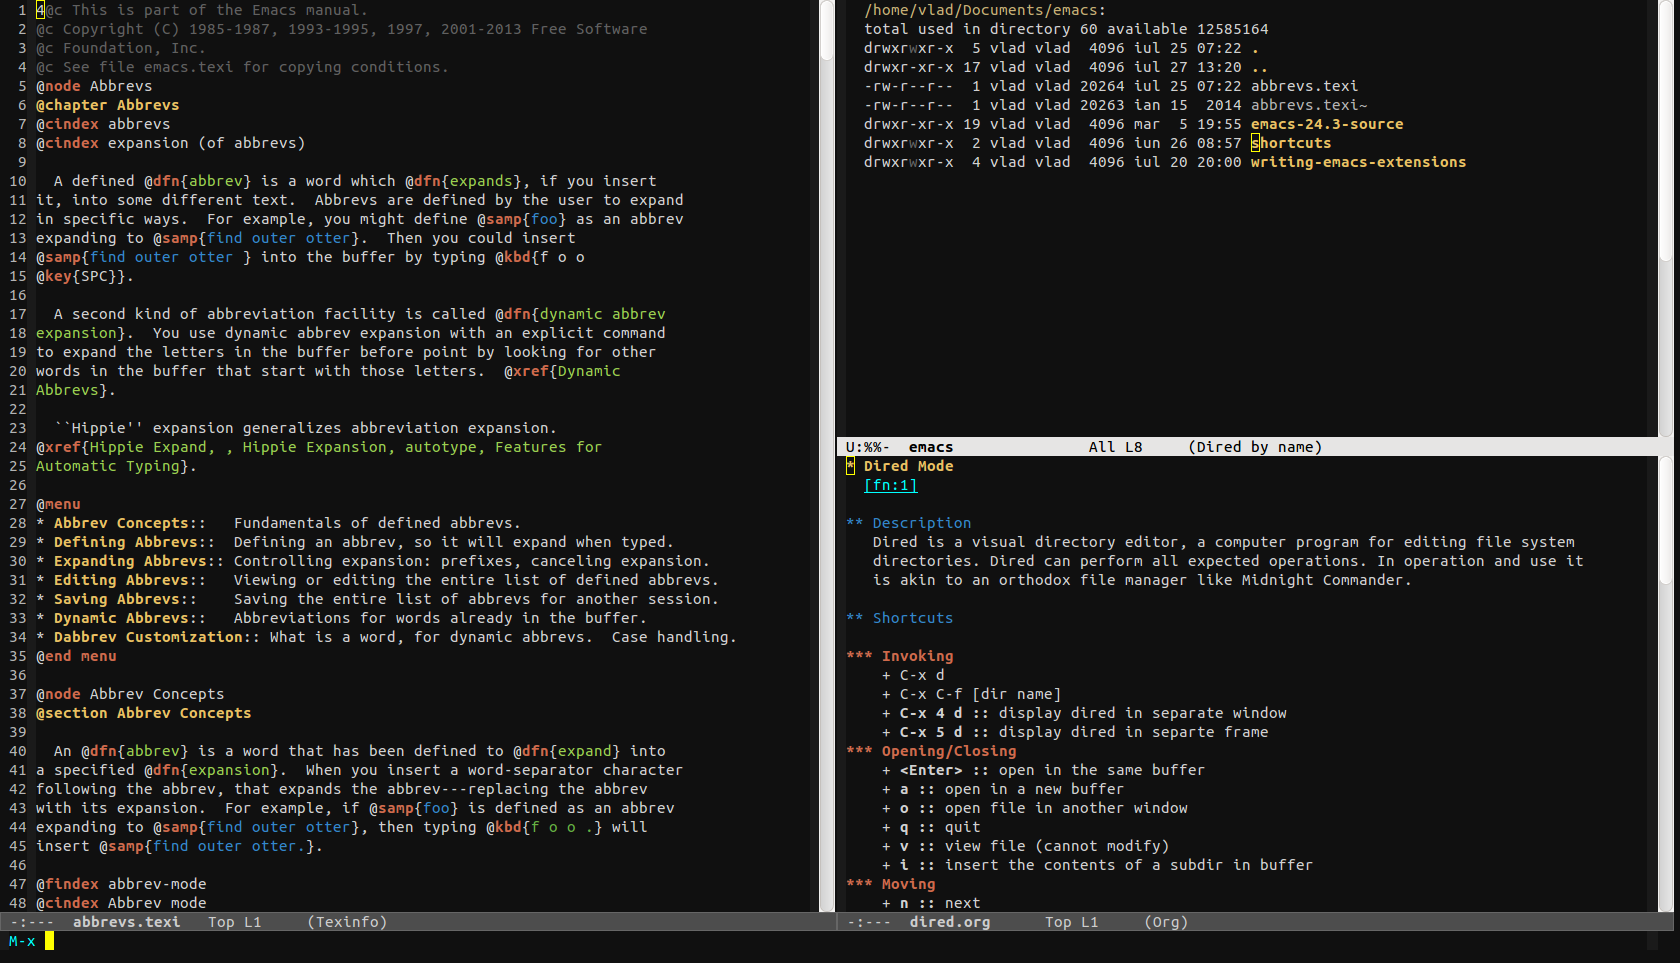 1 4@c This is part of the Emacs manual.
2 @c Copyright (C) 1985-1987, 1993-1995, 1997, 2001-2013 Free Software
3 @c Foundation, Inc.
4 @c See file emacs.texi for copying conditions.
5 @node Abbrevs
6 @chapter Abbrevs
7 @cindex abbrevs
8 @cindex expansion (of abbrevs)
9
10   A defined @dfn{abbrev} is a word which @dfn{expands}, if you insert
11 it, into some different text.  Abbrevs are defined by the user to expand
12 in specific ways.  For example, you might define @samp{foo} as an abbrev
13 expanding to @samp{find outer otter}.  Then you could insert
14 @samp{find outer otter } into the buffer by typing @kbd{f o o
15 @key{SPC}}.
16
17   A second kind of abbreviation facility is called @dfn{dynamic abbrev
18 expansion}.  You use dynamic abbrev expansion with an explicit command
19 to expand the letters in the buffer before point by looking for other
20 words in the buffer that start with those letters.  @xref{Dynamic
21 Abbrevs}.
22
23   ``Hippie'' expansion generalizes abbreviation expansion.
24 @xref{Hippie Expand, , Hippie Expansion, autotype, Features for
25 Automatic Typing}.
26
27 @menu
28 * Abbrev Concepts::   Fundamentals of defined abbrevs.
29 * Defining Abbrevs::  Defining an abbrev, so it will expand when typed.
30 * Expanding Abbrevs:: Controlling expansion: prefixes, canceling expansion.
31 * Editing Abbrevs::   Viewing or editing the entire list of defined abbrevs.
32 * Saving Abbrevs::    Saving the entire list of abbrevs for another session.
33 * Dynamic Abbrevs::   Abbreviations for words already in the buffer.
34 * Dabbrev Customization:: What is a word, for dynamic abbrevs.  Case handling.
35 @end menu
36
37 @node Abbrev Concepts
38 @section Abbrev Concepts
39
40   An @dfn{abbrev} is a word that has been defined to @dfn{expand} into
41 a specified @dfn{expansion}.  When you insert a word-separator character
42 following the abbrev, that expands the abbrev---replacing the abbrev
43 with its expansion.  For example, if @samp{foo} is defined as an abbrev
44 expanding to @samp{find outer otter}, then typing @kbd{f o o .} will
45 insert @samp{find outer otter.}.
46
47 @findex abbrev-mode
48 @cindex Abbrev mode
-:---  abbrevs.texi   Top L1     (Texinfo)
/home/vlad/Documents/emacs:
total used in directory 60 available 12585164
drwxrwxr-x  5 vlad vlad  4096 iul 25 07:22 .
drwxr-xr-x 17 vlad vlad  4096 iul 27 13:20 ..
-rw-r--r--  1 vlad vlad 20264 iul 25 07:22 abbrevs.texi
-rw-r--r--  1 vlad vlad 20263 ian 15  2014 abbrevs.texi~
drwxr-xr-x 19 vlad vlad  4096 mar  5 19:55 emacs-24.3-source
drwxrwxr-x  2 vlad vlad  4096 iun 26 08:57 shortcuts
drwxrwxr-x  4 vlad vlad  4096 iul 20 20:00 writing-emacs-extensions
U:%%-  emacs               All L8     (Dired by name)
* Dired Mode
[fn:1]
** Description
Dired is a visual directory editor, a computer program for editing file system
directories. Dired can perform all expected operations. In operation and use it
is akin to an orthodox file manager like Midnight Commander.
** Shortcuts
*** Invoking
+ C-x d
+ C-x C-f [dir name]
+ C-x 4 d :: display dired in separate window
+ C-x 5 d :: display dired in separte frame
*** Opening/Closing
+ <Enter> :: open in the same buffer
+ a :: open in a new buffer
+ o :: open file in another window
+ q :: quit
+ v :: view file (cannot modify)
+ i :: insert the contents of a subdir in buffer
*** Moving
+ n :: next
-:---  dired.org      Top L1     (Org)
M-x